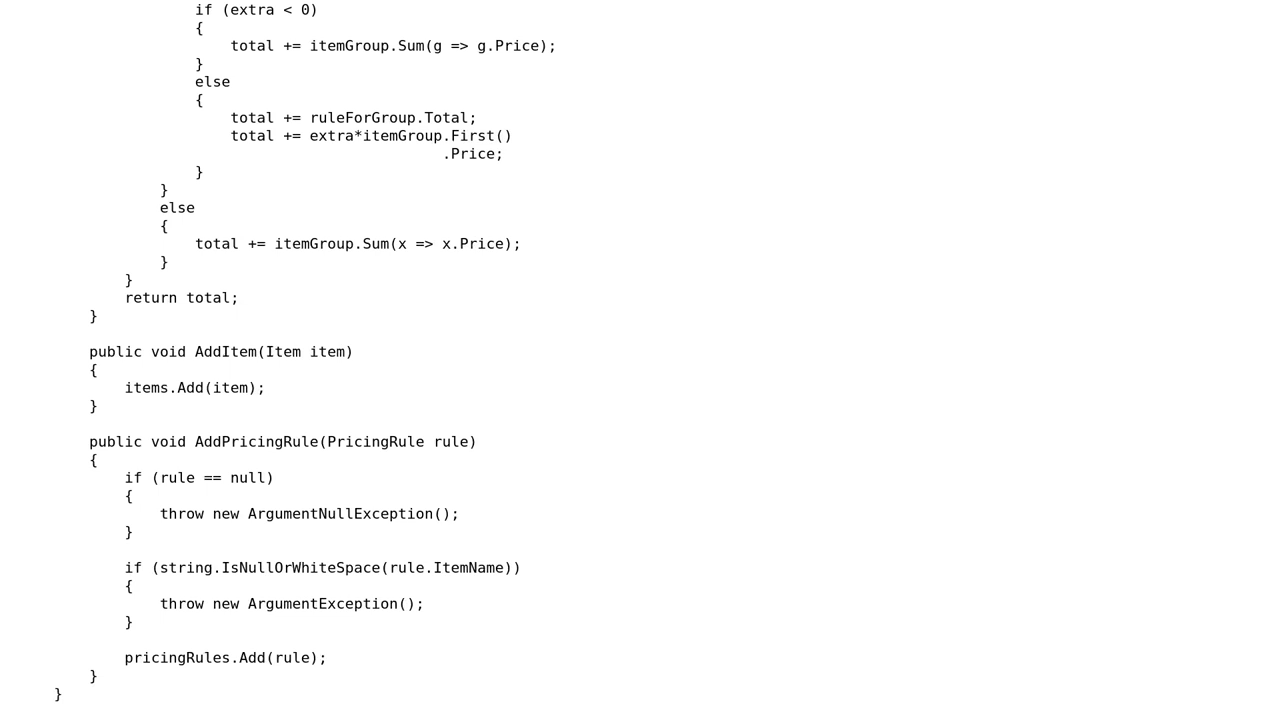 if (extra < 0)
{
total += itemGroup.Sum(g => g.Price);
}
else
{
total += ruleForGroup.Total;
total += extra*itemGroup.First()
.Price;
}
}
else
{
total += itemGroup.Sum(x => x.Price);
}
}
return total;
}
public void AddItem(Item item)
{
items.Add(item);
}
public void AddPricingRule(PricingRule rule)
{
if (rule == null)
{
throw new ArgumentNullException();
}
if (string.IsNullOrWhiteSpace(rule.ItemName))
{
throw new ArgumentException();
}
pricingRules.Add(rule);
}
}